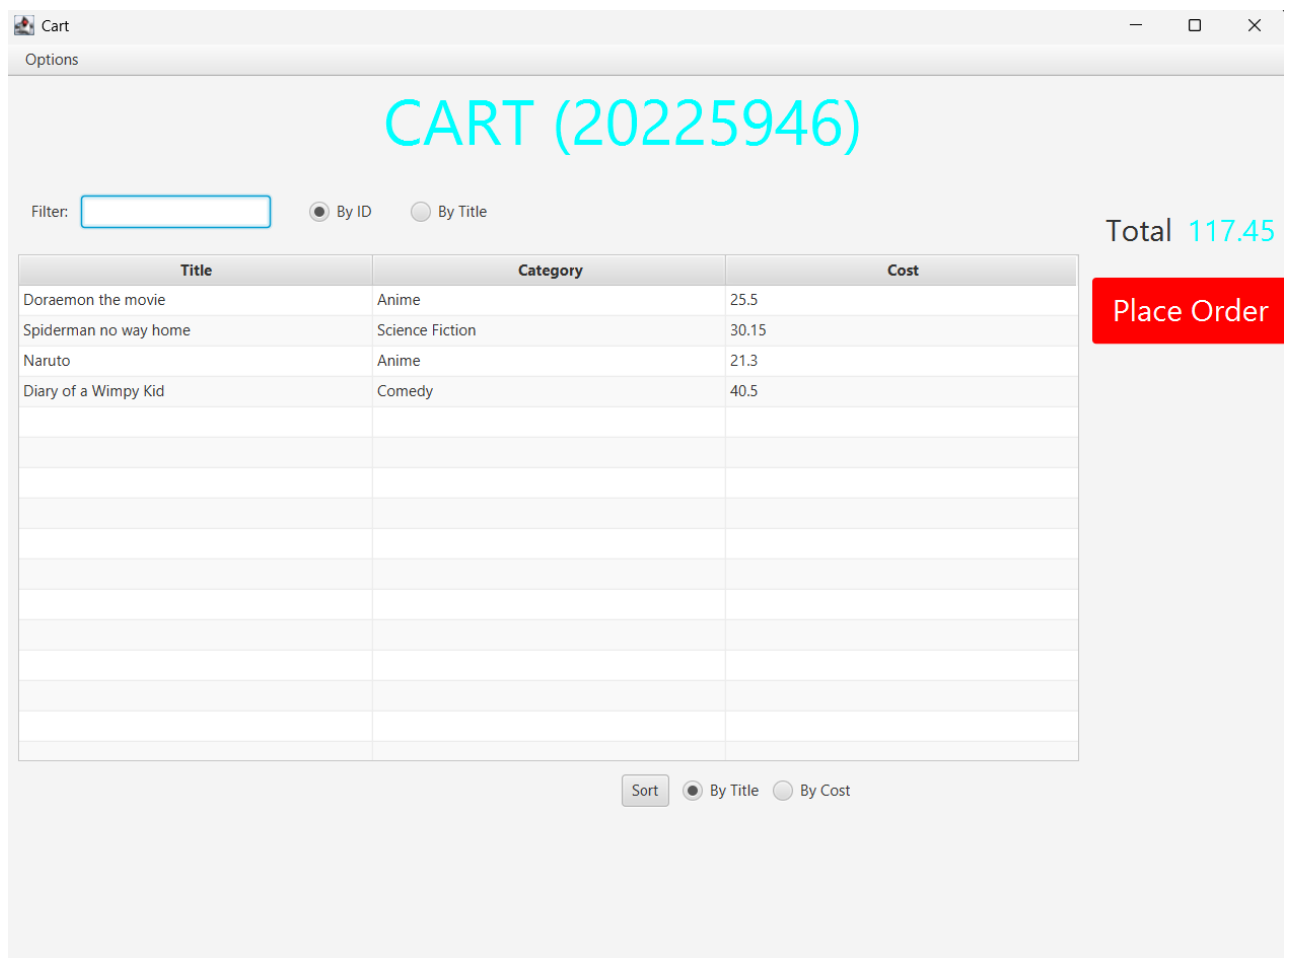 Cart
Options
CART (20225946)
Filter: By ID By Title
Total 117.45
Title Category Cost
Doraemon the movie Anime 25.5
Place Order
Spiderman no way home Science Fiction 30.15
Naruto Anime 21.3
Diary of a Wimpy Kid Comedy 40.5
Sort By Title By Cost